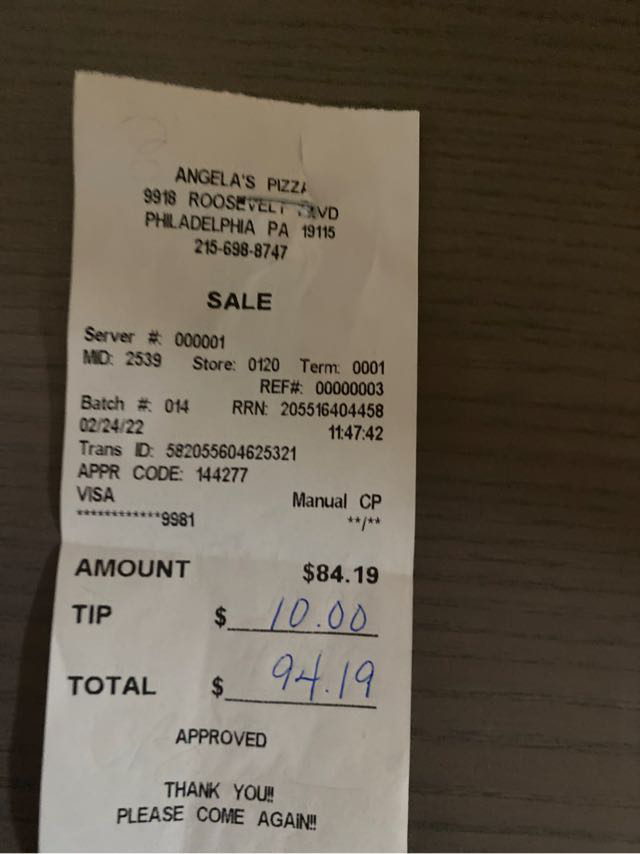 ANGELA'S PIZZA
9918 ROOSEVELT BLVD
PHILADELPHIA PA 19115
215-698-8747
SALE
Server #: 000001
MID: 2539 Store: 0120 Term: 0001
REF#: 00000003
Batch #: 014 RRN: 205516404458
02/24/22 11:47:42
Trans ID: 582055604625321
APPR CODE: 144277
VISA Manual CP
************9981 **/**
AMOUNT $84.19
TIP $ 10.00
TOTAL $ 94.19
APPROVED
THANK YOU!!
PLEASE COME AGAIN!!